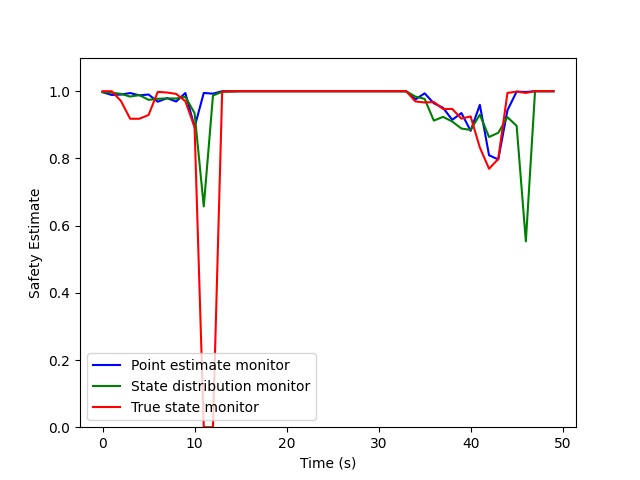 1.0
0.8
0.6
0.4
0.2
0.0
Safety Estimate
Point estimate monitor
State distribution monitor
True state monitor
0 10 20 30 40 50
Time (s)